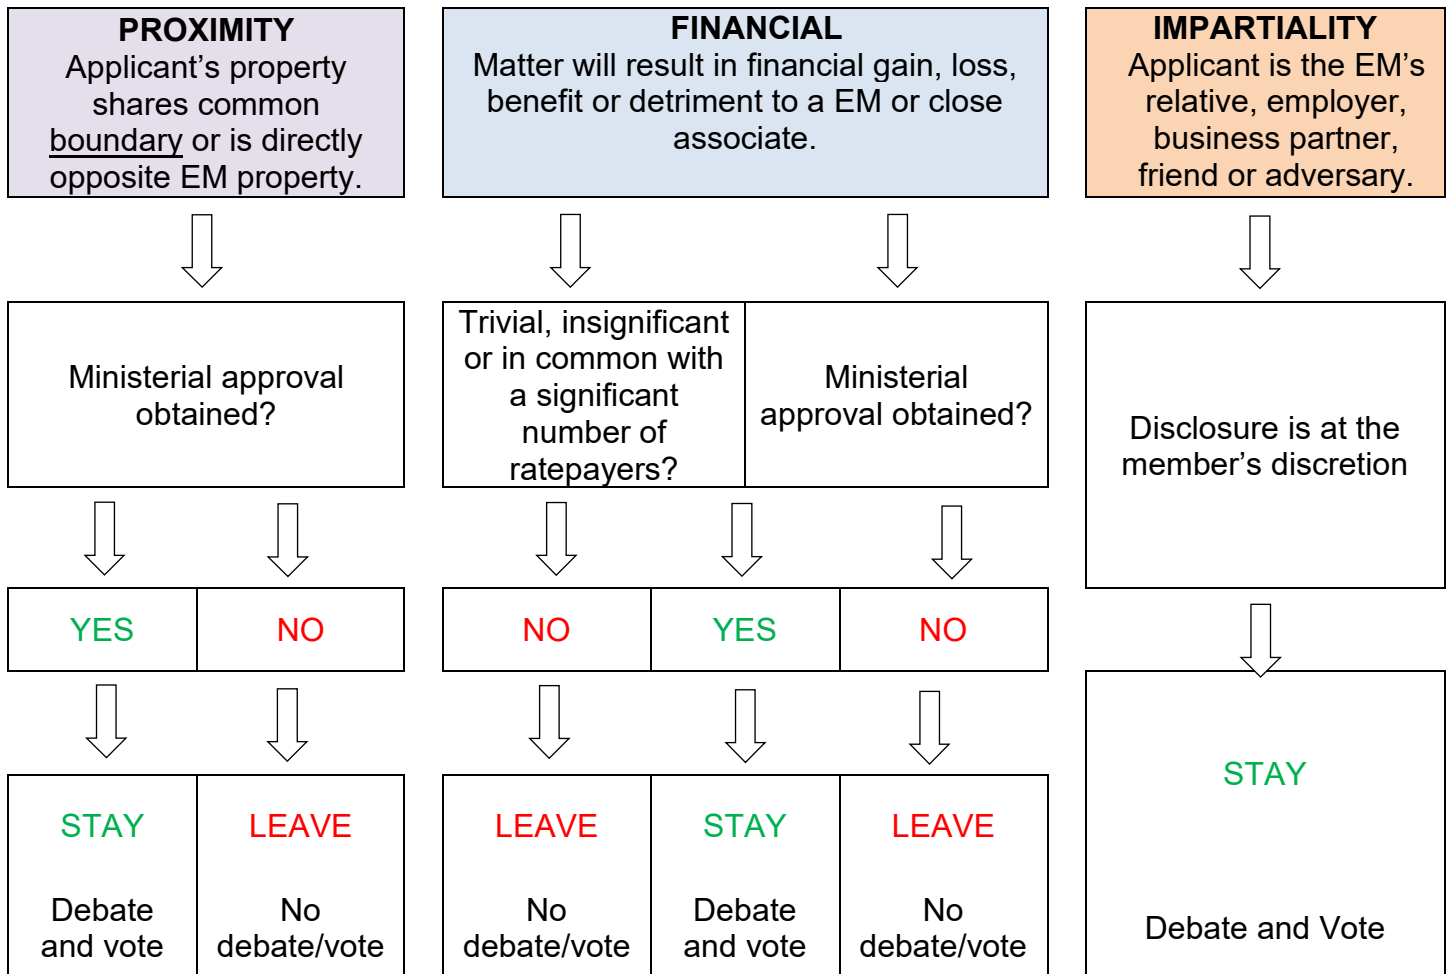 PROXIMITY
Applicant's property
shares common
boundary or is directly
opposite EM property.
FINANCIAL
Matter will result in financial gain, loss,
benefit or detriment to a EM or close
associate.
IMPARTIALITY
Applicant is the EM's
relative, employer,
business partner,
friend or adversary.
Ministerial approval
obtained?
Trivial, insignificant
or in common with
a significant
number of
ratepayers?
Ministerial
approval obtained?
Disclosure is at the
member's discretion
YES
NO
NO
YES
NO
STAY
Debate
and vote
LEAVE
No
debate/vote
LEAVE
No
debate/vote
STAY
Debate
and vote
LEAVE
No
debate/vote
STAY
Debate and Vote